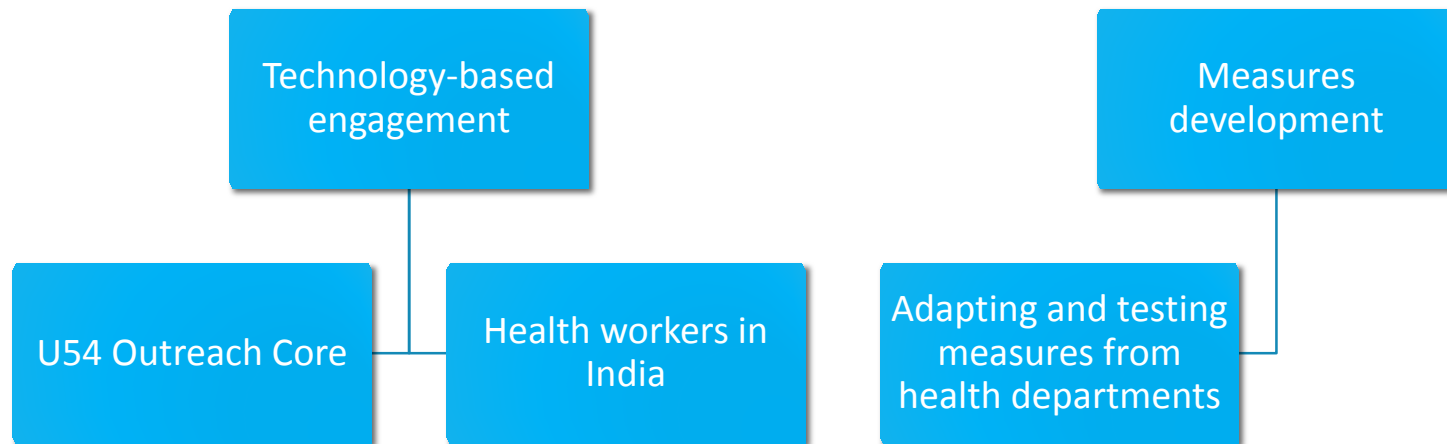 Technology-based
engagement
Measures
development
U54 Outreach Core
Health workers in
India
Adapting and testing
measures from
health departments